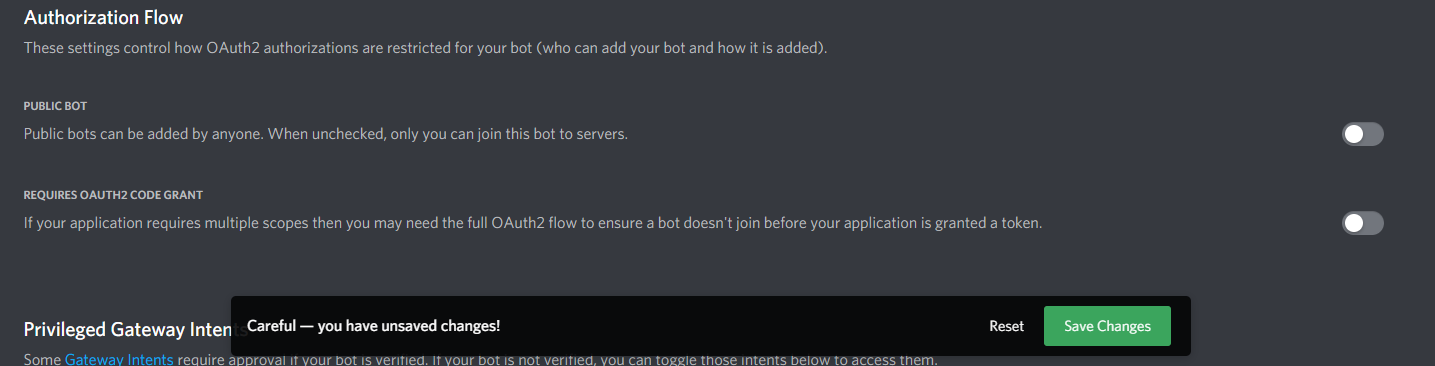 Authorization Flow
These settings control how OAuth2 authorizations are restricted for your bot (who can add your bot and how it is added).
PUBLIC BOT
Public bots can be added by anyone. When unchecked, only you can join this bot to servers.
REQUIRES OAUTH2 CODE GRANT
If your application requires multiple scopes then you may need the full OAuth2 flow to ensure a bot doesn't join before your application is granted a token.
Privileged Gateway Intents
Careful — you have unsaved changes!
Reset
Save Changes
Some Gateway Intents require approval if your bot is verified. If your bot is not verified, you can toggle those intents below to access them.